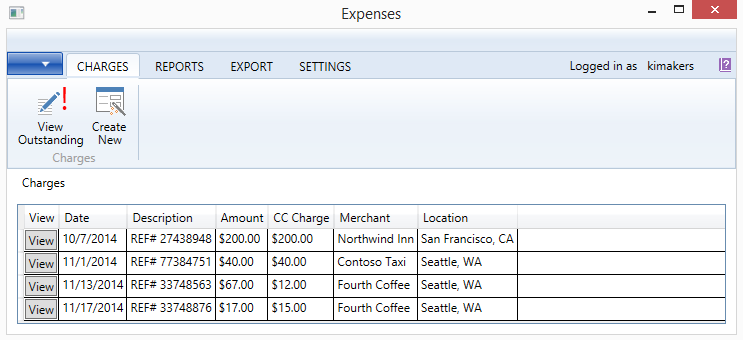 Expenses
CHARGES REPORTS EXPORT SETTINGS Logged in as kimakers ?
View Outstanding Create New
Charges
Charges
View Date Description Amount CC Charge Merchant Location
View 10/7/2014 REF# 27438948 $200.00 $200.00 Northwind Inn San Francisco, CA
View 11/1/2014 REF# 77384751 $40.00 $40.00 Contoso Taxi Seattle, WA
View 11/13/2014 REF# 33748563 $67.00 $12.00 Fourth Coffee Seattle, WA
View 11/17/2014 REF# 33748876 $17.00 $15.00 Fourth Coffee Seattle, WA